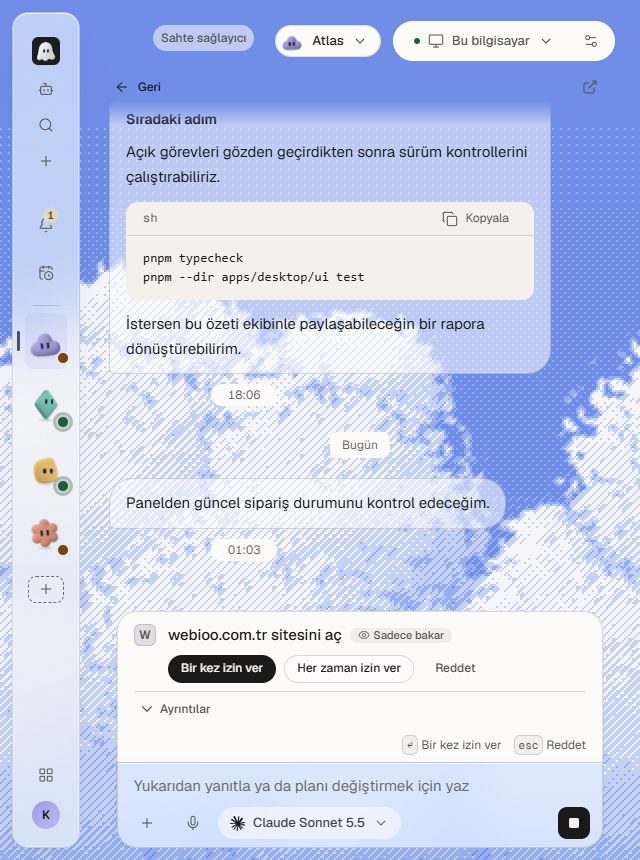 Sahte sağlayıcı
Atlas
Bu bilgisayar
Geri
1
Sıradaki adım
Açık görevleri gözden geçirdikten sonra sürüm kontrollerini
çalıştırabiliriz.
sh
Kopyala
pnpm typecheck
pnpm --dir apps/desktop/ui test
İstersen bu özeti ekibinle paylaşabileceğin bir rapora
dönüştürebilirim.
18:06
Bugün
Panelden güncel sipariş durumunu kontrol edeceğim.
01:03
W webioo.com.tr sitesini aç Sadece bakar
Bir kez izin ver Her zaman izin ver Reddet
Ayrıntılar
↵ Bir kez izin ver esc Reddet
Yukarıdan yanıtla ya da planı değiştirmek için yaz
Claude Sonnet 5.5
K